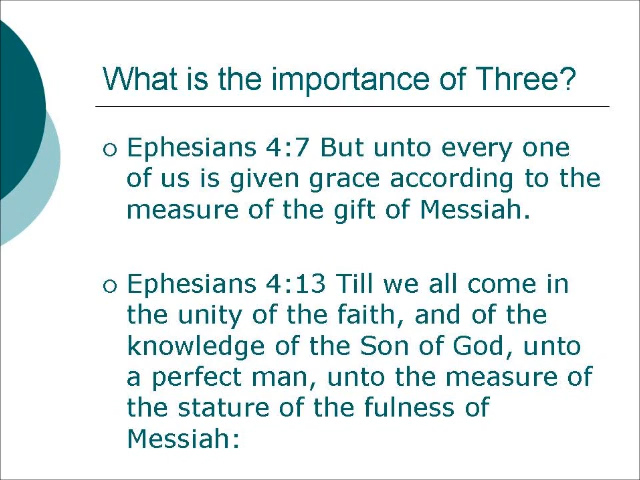 What is the importance of Three?
Ephesians 4:7 But unto every one
of us is given grace according to the
measure of the gift of Messiah.
Ephesians 4:13 Till we all come in
the unity of the faith, and of the
knowledge of the Son of God, unto
a perfect man, unto the measure of
the stature of the fulness of
Messiah: